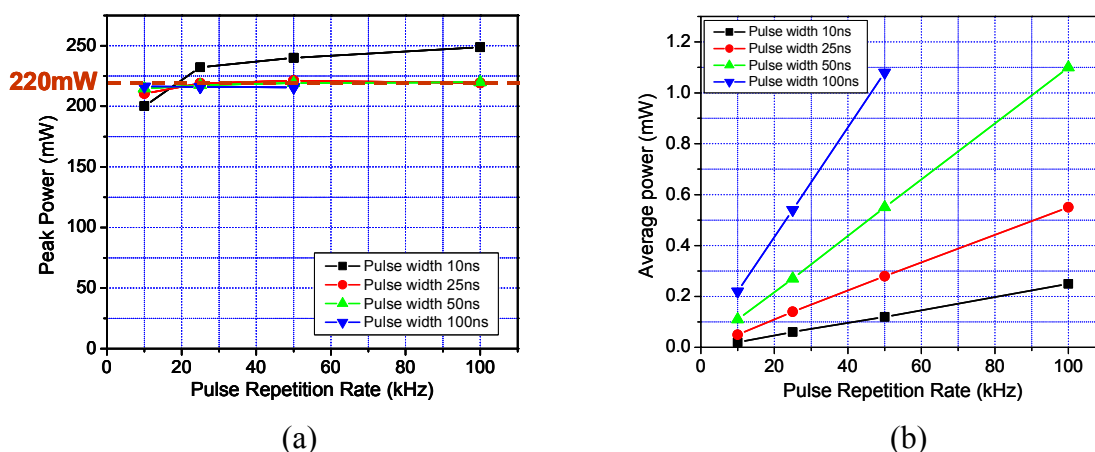 250
220mW
200
150
100
50
0
Peak Power (mW)
0 20 40 60 80 100
Pulse Repetition Rate (kHz)
Pulse width 10ns
Pulse width 25ns
Pulse width 50ns
Pulse width 100ns
(a)
1.2
1.0
0.8
0.6
0.4
0.2
0.0
Average power (mW)
0 20 40 60 80 100
Pulse Repetition Rate (kHz)
Pulse width 10ns
Pulse width 25ns
Pulse width 50ns
Pulse width 100ns
(b)